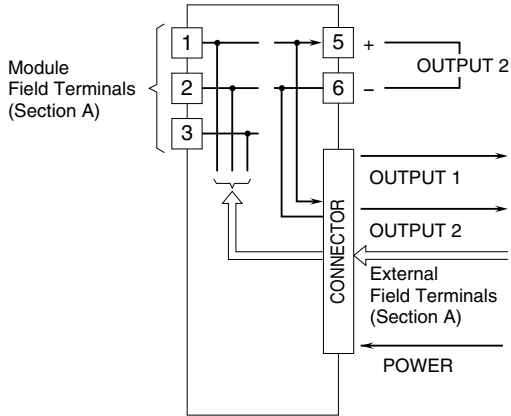 Module
Field Terminals
(Section A)
1
2
3
5 +
6 −
OUTPUT 2
CONNECTOR
OUTPUT 1
OUTPUT 2
External
Field Terminals
(Section A)
POWER